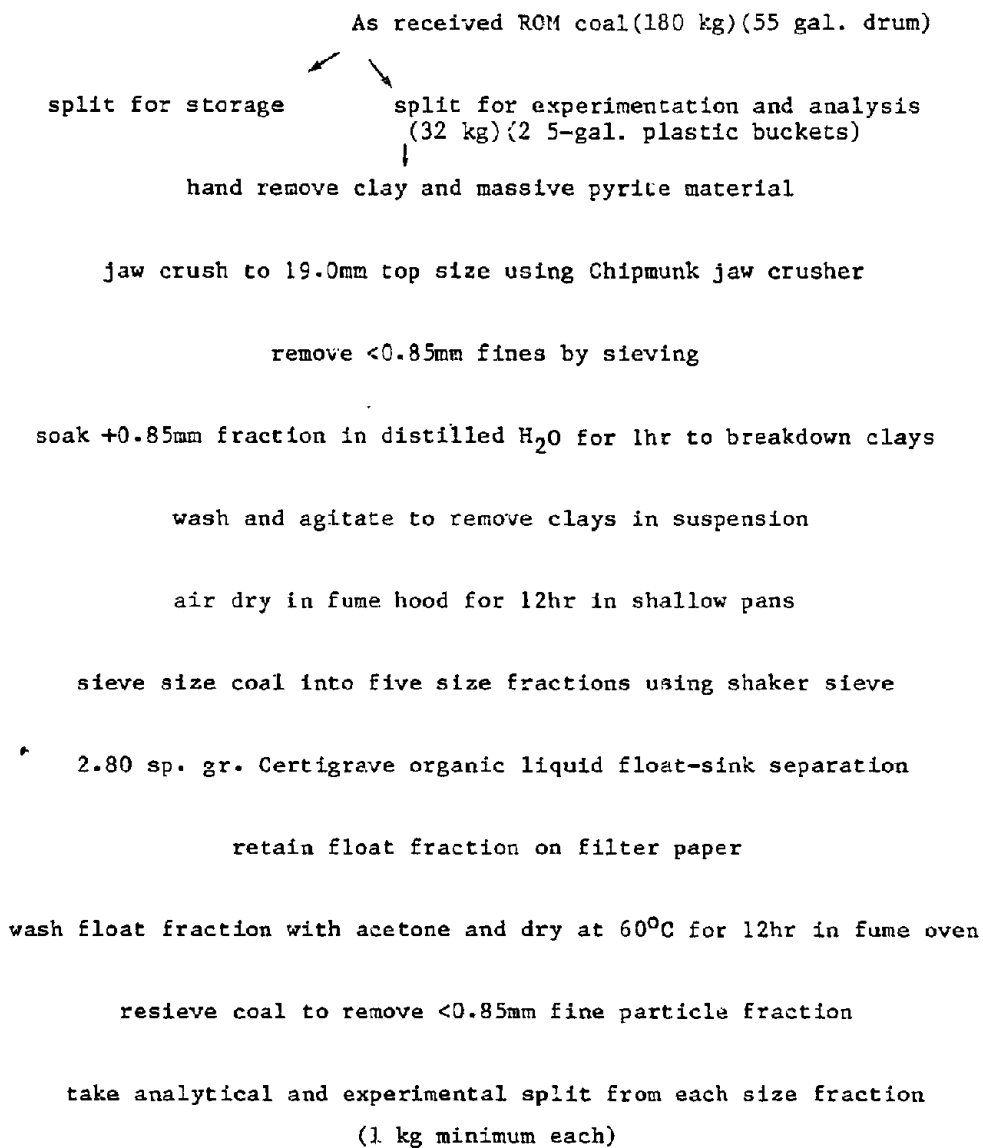 As received ROM coal(180 kg)(55 gal. drum)
split for storage
split for experimentation and analysis
(32 kg)(2 5-gal. plastic buckets)
hand remove clay and massive pyrite material
jaw crush to 19.0mm top size using Chipmunk jaw crusher
remove <0.85mm fines by sieving
soak +0.85mm fraction in distilled H₂O for 1hr to breakdown clays
wash and agitate to remove clays in suspension
air dry in fume hood for 12hr in shallow pans
sieve size coal into five size fractions using shaker sieve
2.80 sp. gr. Certigrave organic liquid float-sink separation
retain float fraction on filter paper
wash float fraction with acetone and dry at 60°C for 12hr in fume oven
resieve coal to remove <0.85mm fine particle fraction
take analytical and experimental split from each size fraction
(1 kg minimum each)